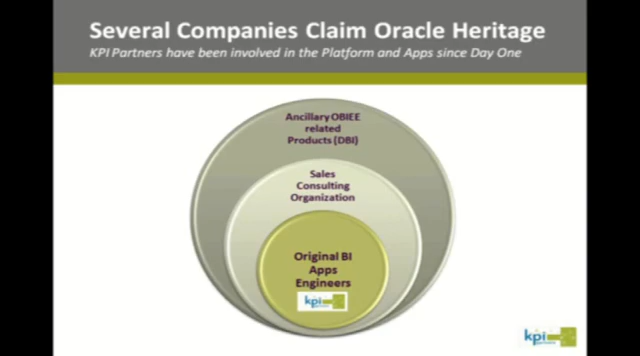 Several Companies Claim Oracle Heritage
KPI Partners have been involved in the Platform and Apps since Day One
Ancillary OBIEE
related
Products (DBI)
Sales
Consulting
Organization
Original BI
Apps
Engineers
kpi
kpi
partners